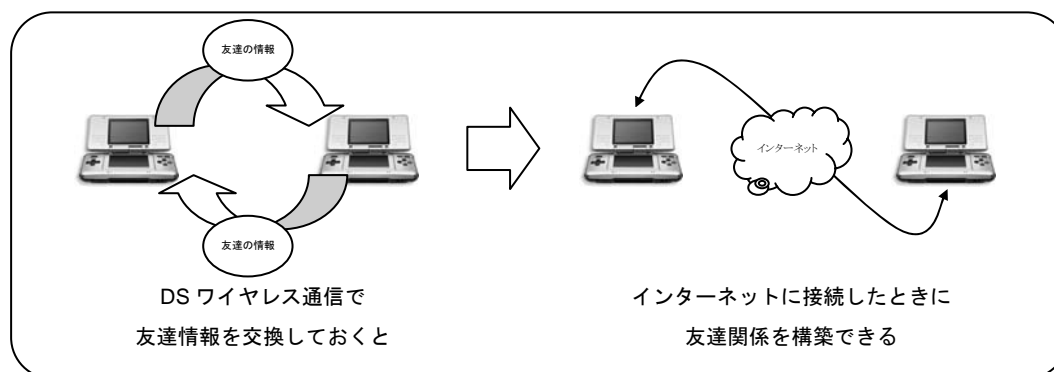 友達の情報
友達の情報
インターネット
DS ワイヤレス通信で
友達情報を交換しておくと
インターネットに接続したときに
友達関係を構築できる